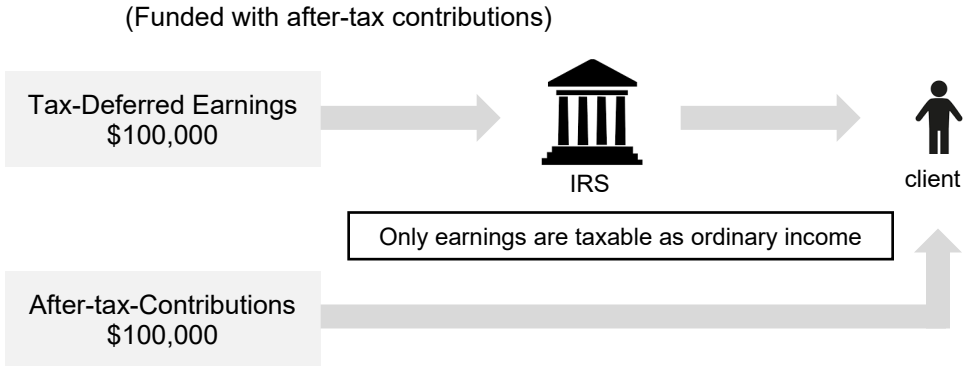 (Funded with after-tax contributions)
Tax-Deferred Earnings
$100,000
IRS
client
Only earnings are taxable as ordinary income
After-tax-Contributions
$100,000